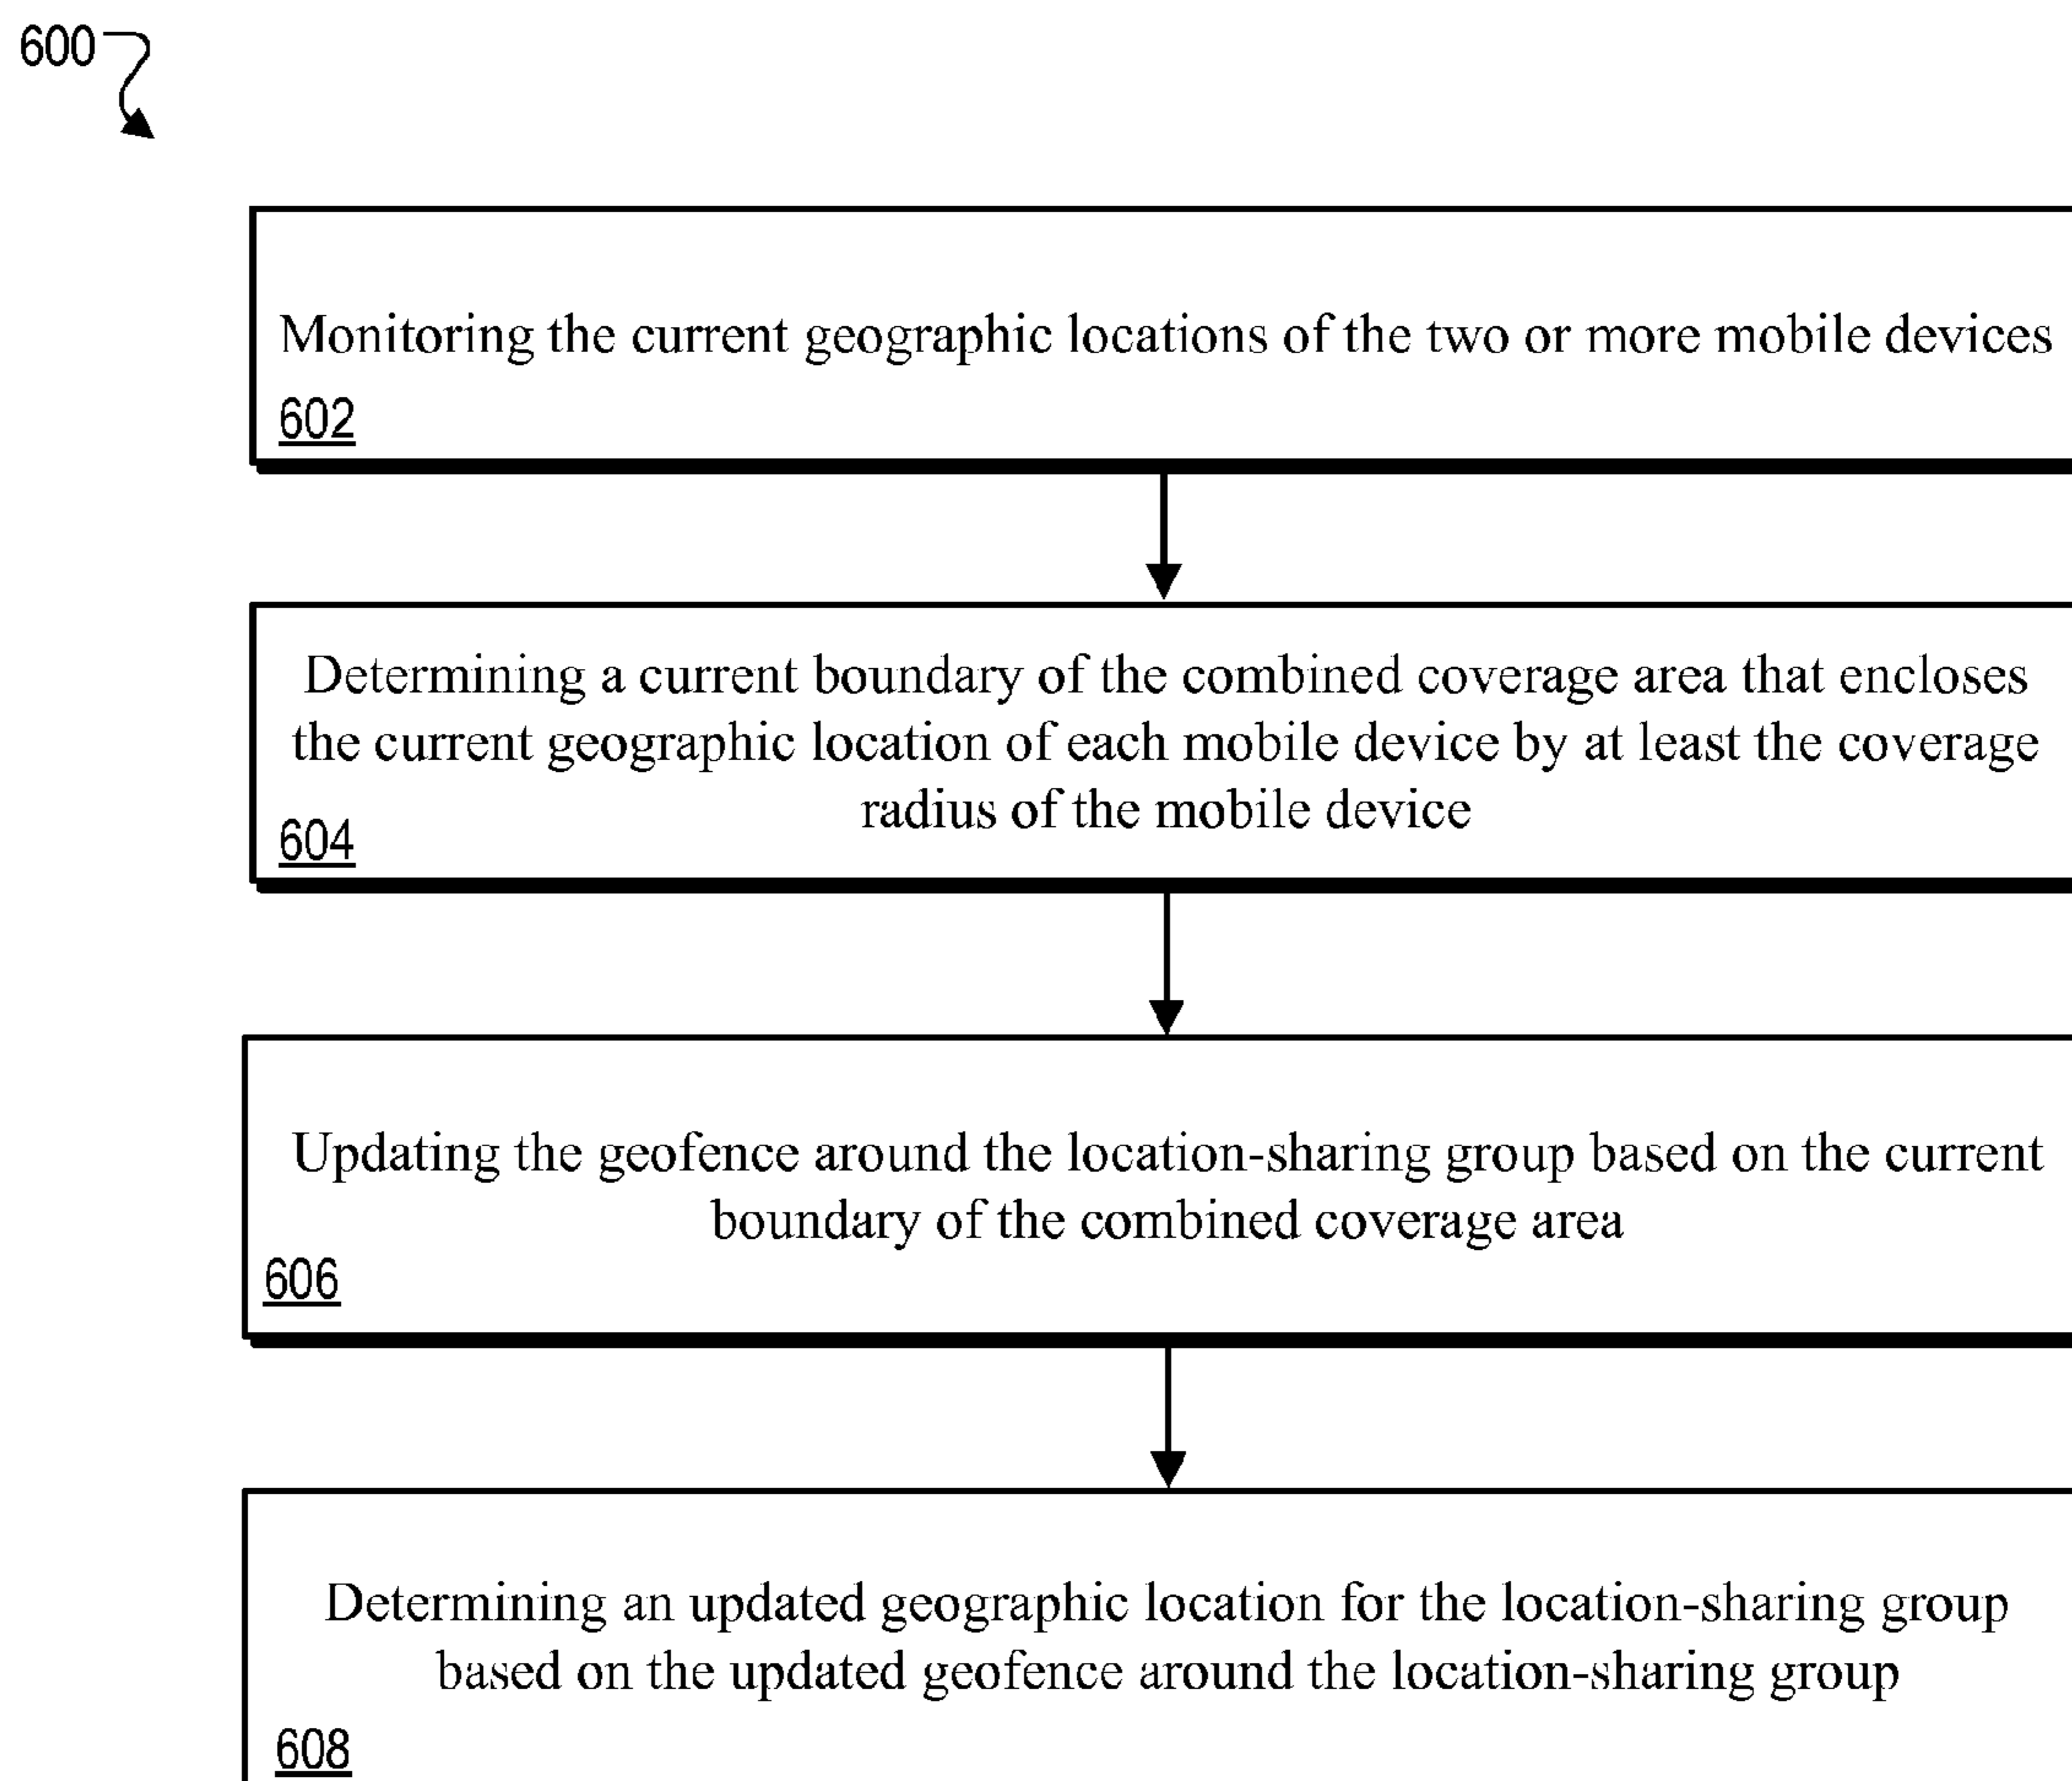 600
Monitoring the current geographic locations of the two or more mobile devices
602
Determining a current boundary of the combined coverage area that encloses
the current geographic location of each mobile device by at least the coverage
radius of the mobile device
604
Updating the geofence around the location-sharing group based on the current
boundary of the combined coverage area
606
Determining an updated geographic location for the location-sharing group
based on the updated geofence around the location-sharing group
608